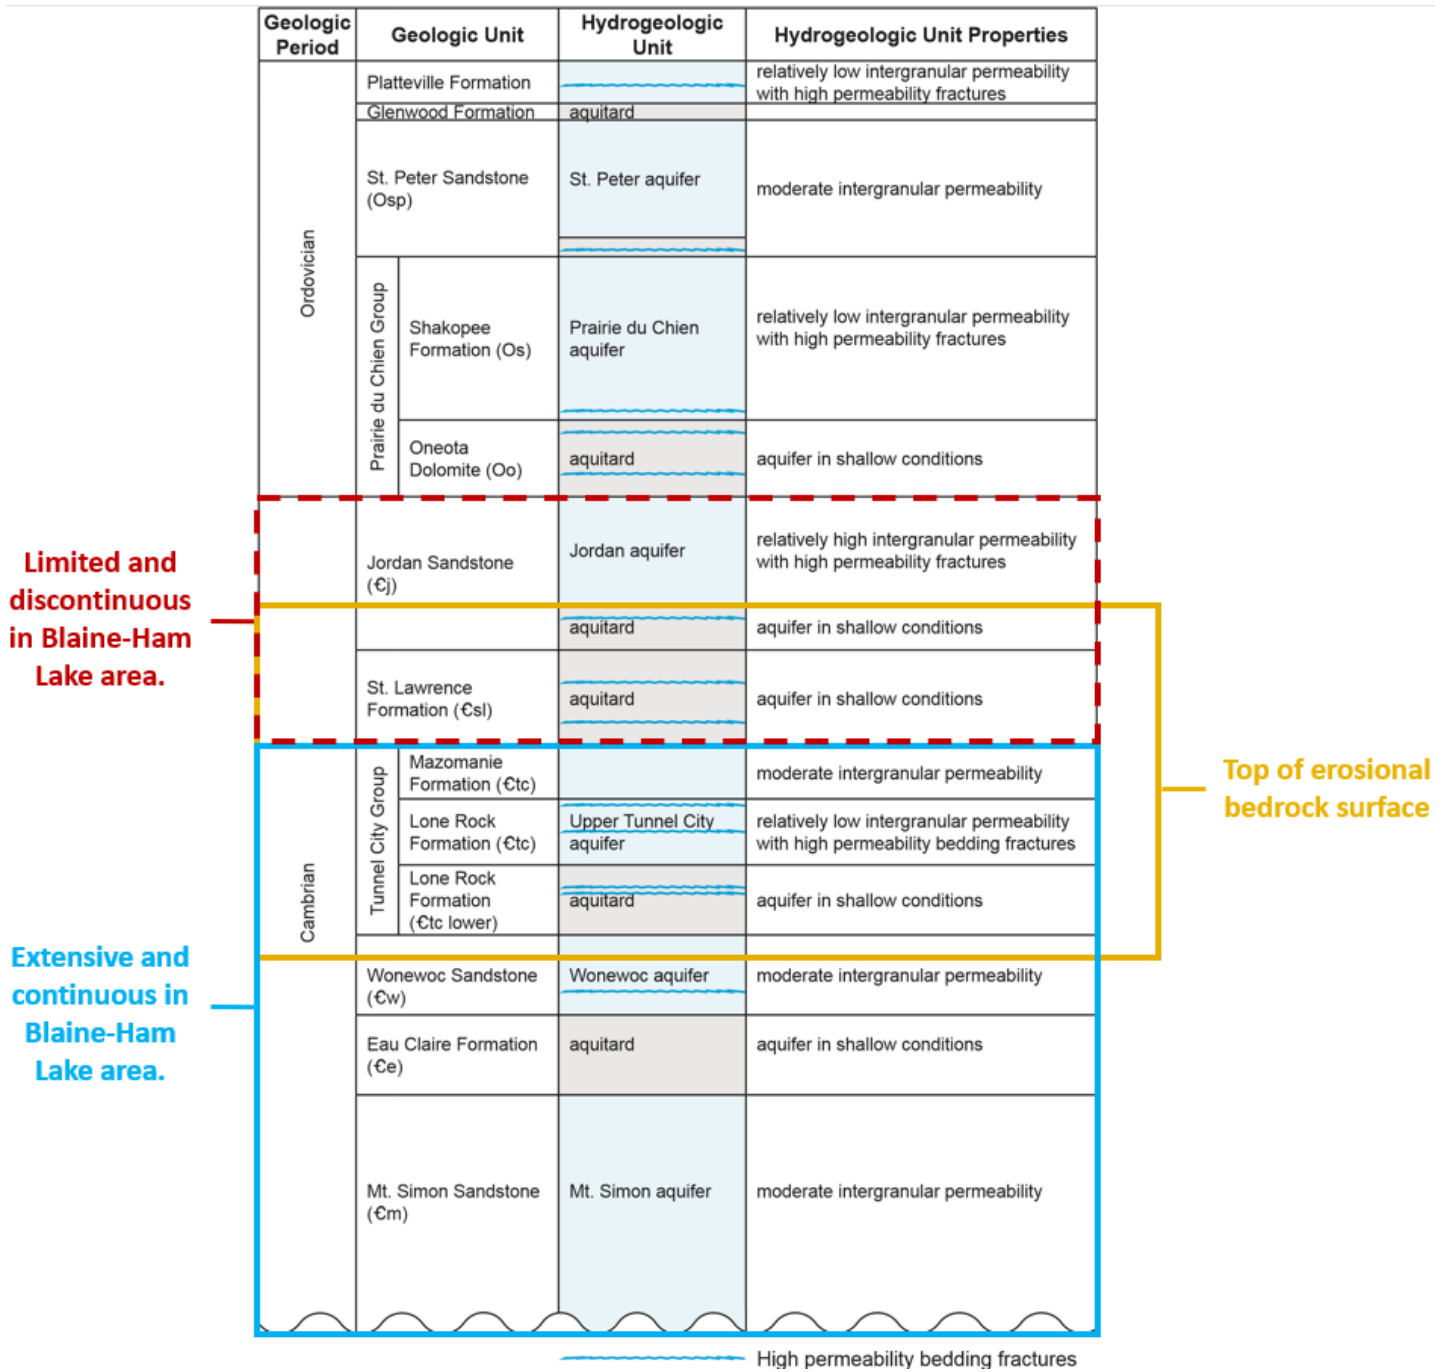 Geologic
Period
Geologic Unit
Hydrogeologic
Unit
Hydrogeologic Unit Properties
Ordovician
Platteville Formation
relatively low intergranular permeability
with high permeability fractures
Glenwood Formation
aquitard
St. Peter Sandstone
(Osp)
St. Peter aquifer
moderate intergranular permeability
Prairie du Chien Group
Shakopee
Formation (Os)
Prairie du Chien
aquifer
relatively low intergranular permeability
with high permeability fractures
Oneota
Dolomite (Oo)
aquitard
aquifer in shallow conditions
Limited and
discontinuous
in Blaine-Ham
Lake area.
Jordan Sandstone
(Єj)
Jordan aquifer
relatively high intergranular permeability
with high permeability fractures
aquitard
aquifer in shallow conditions
St. Lawrence
Formation (Єsl)
aquitard
aquifer in shallow conditions
Top of erosional
bedrock surface
Cambrian
Tunnel City Group
Mazomanie
Formation (Єtc)
moderate intergranular permeability
Lone Rock
Formation (Єtc)
Upper Tunnel City
aquifer
relatively low intergranular permeability
with high permeability bedding fractures
Lone Rock
Formation
(Єtc lower)
aquitard
aquifer in shallow conditions
Extensive and
continuous in
Blaine-Ham
Lake area.
Wonewoc Sandstone
(Єw)
Wonewoc aquifer
moderate intergranular permeability
Eau Claire Formation
(Єe)
aquitard
aquifer in shallow conditions
Mt. Simon Sandstone
(Єm)
Mt. Simon aquifer
moderate intergranular permeability
High permeability bedding fractures